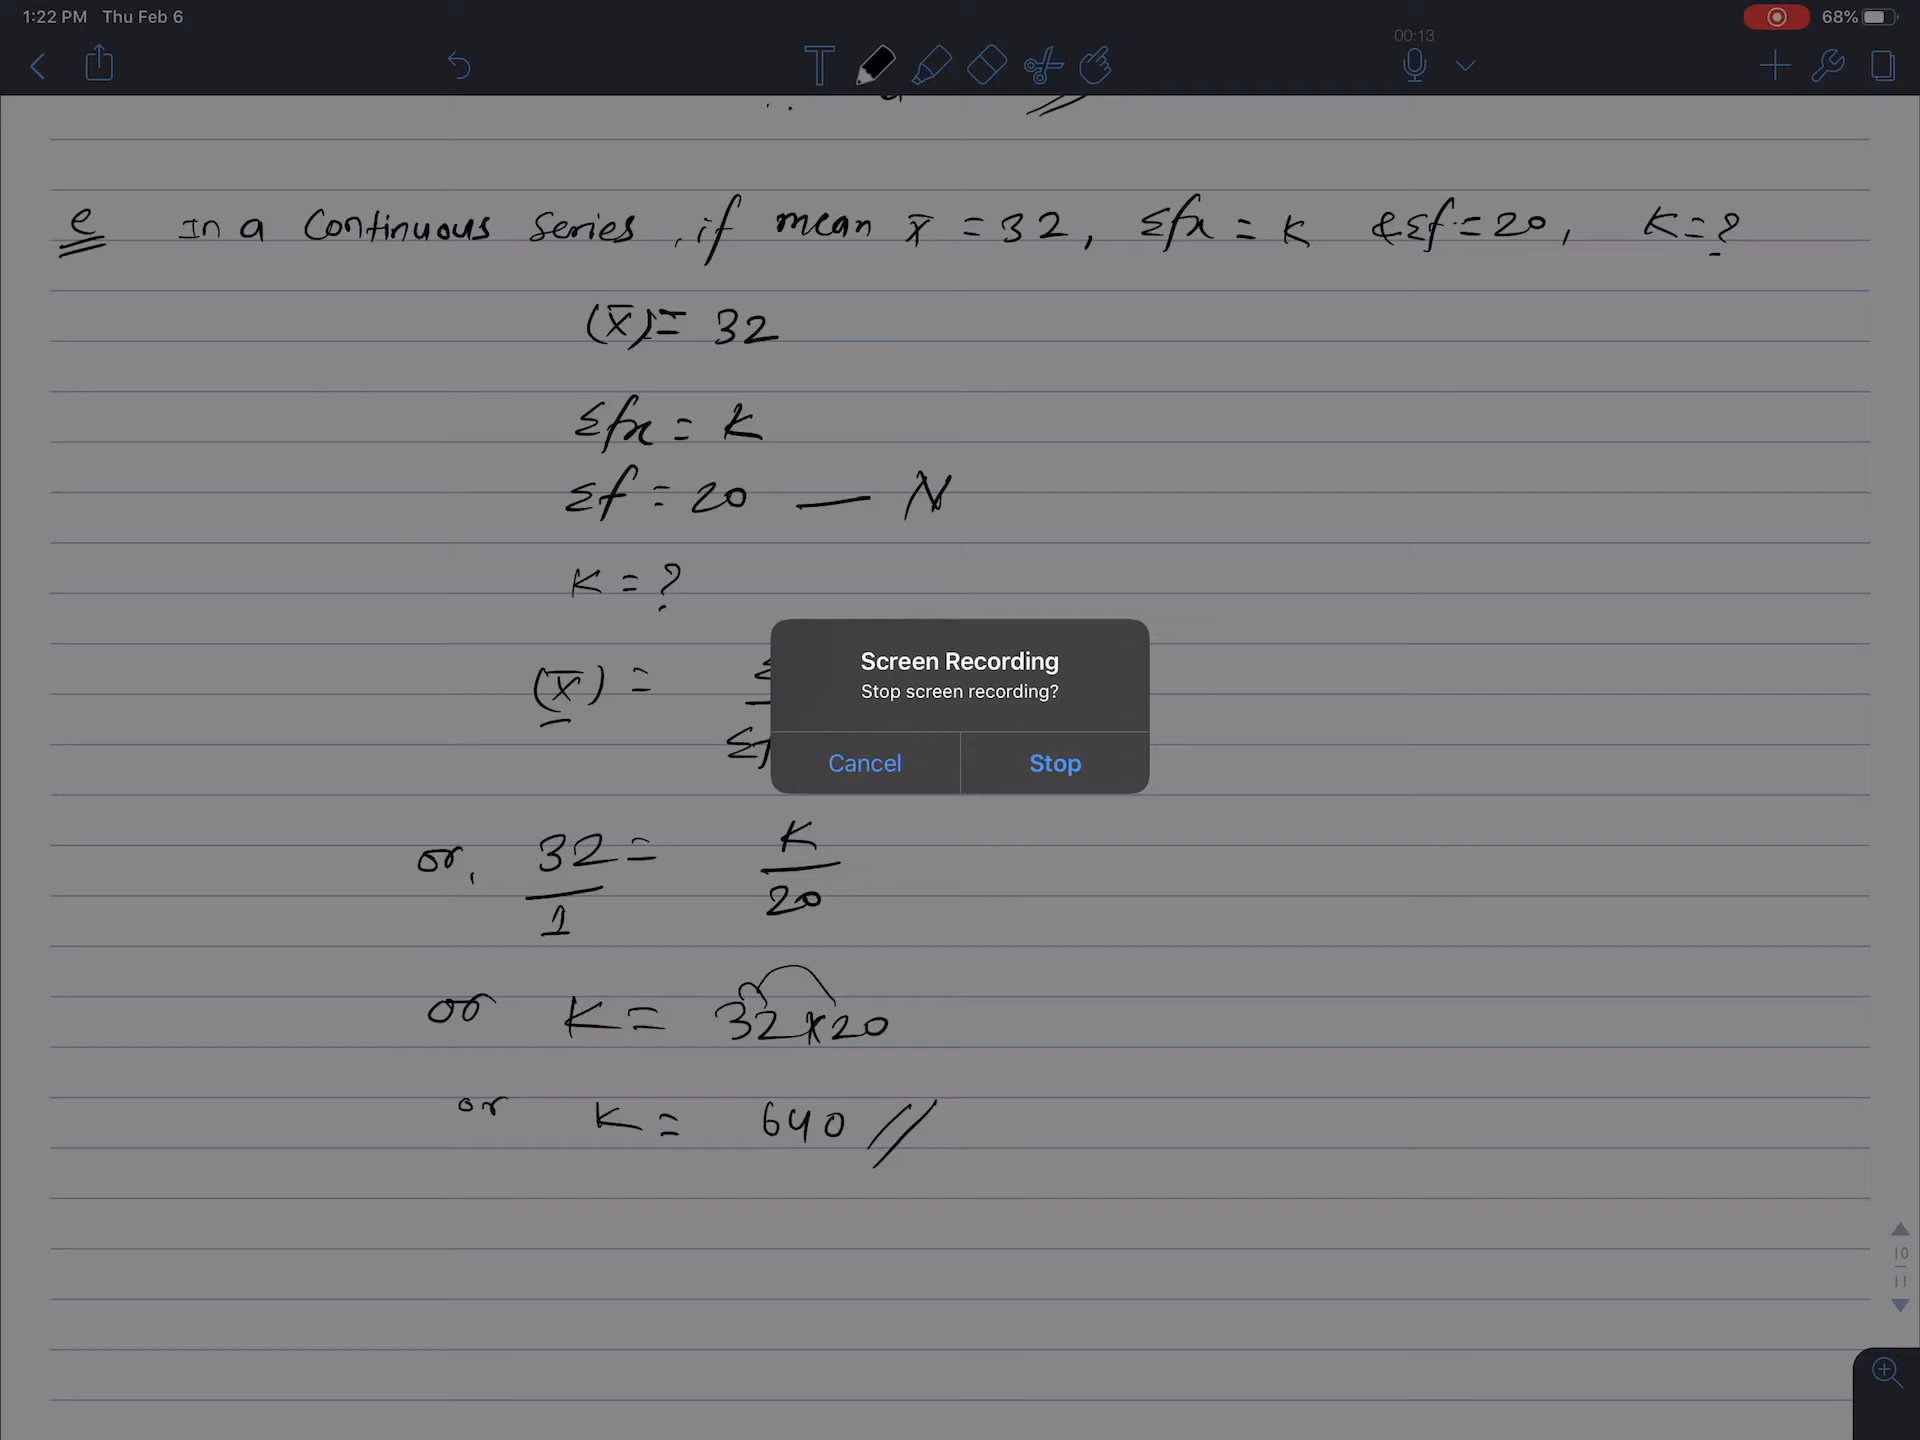 1:22 PM Thu Feb 6
68%
00:13
e In a Continuous Series, if mean x̄ = 32, Σfx = K & Σf = 20, K = ?
(x̄) = 32
Σfx = K
Σf = 20 — N
K = ?
(x̄) =
Screen Recording
Stop screen recording?
Cancel Stop
or, 32/1 = K/20
or K = 32 x 20
or K = 640 //
10
11